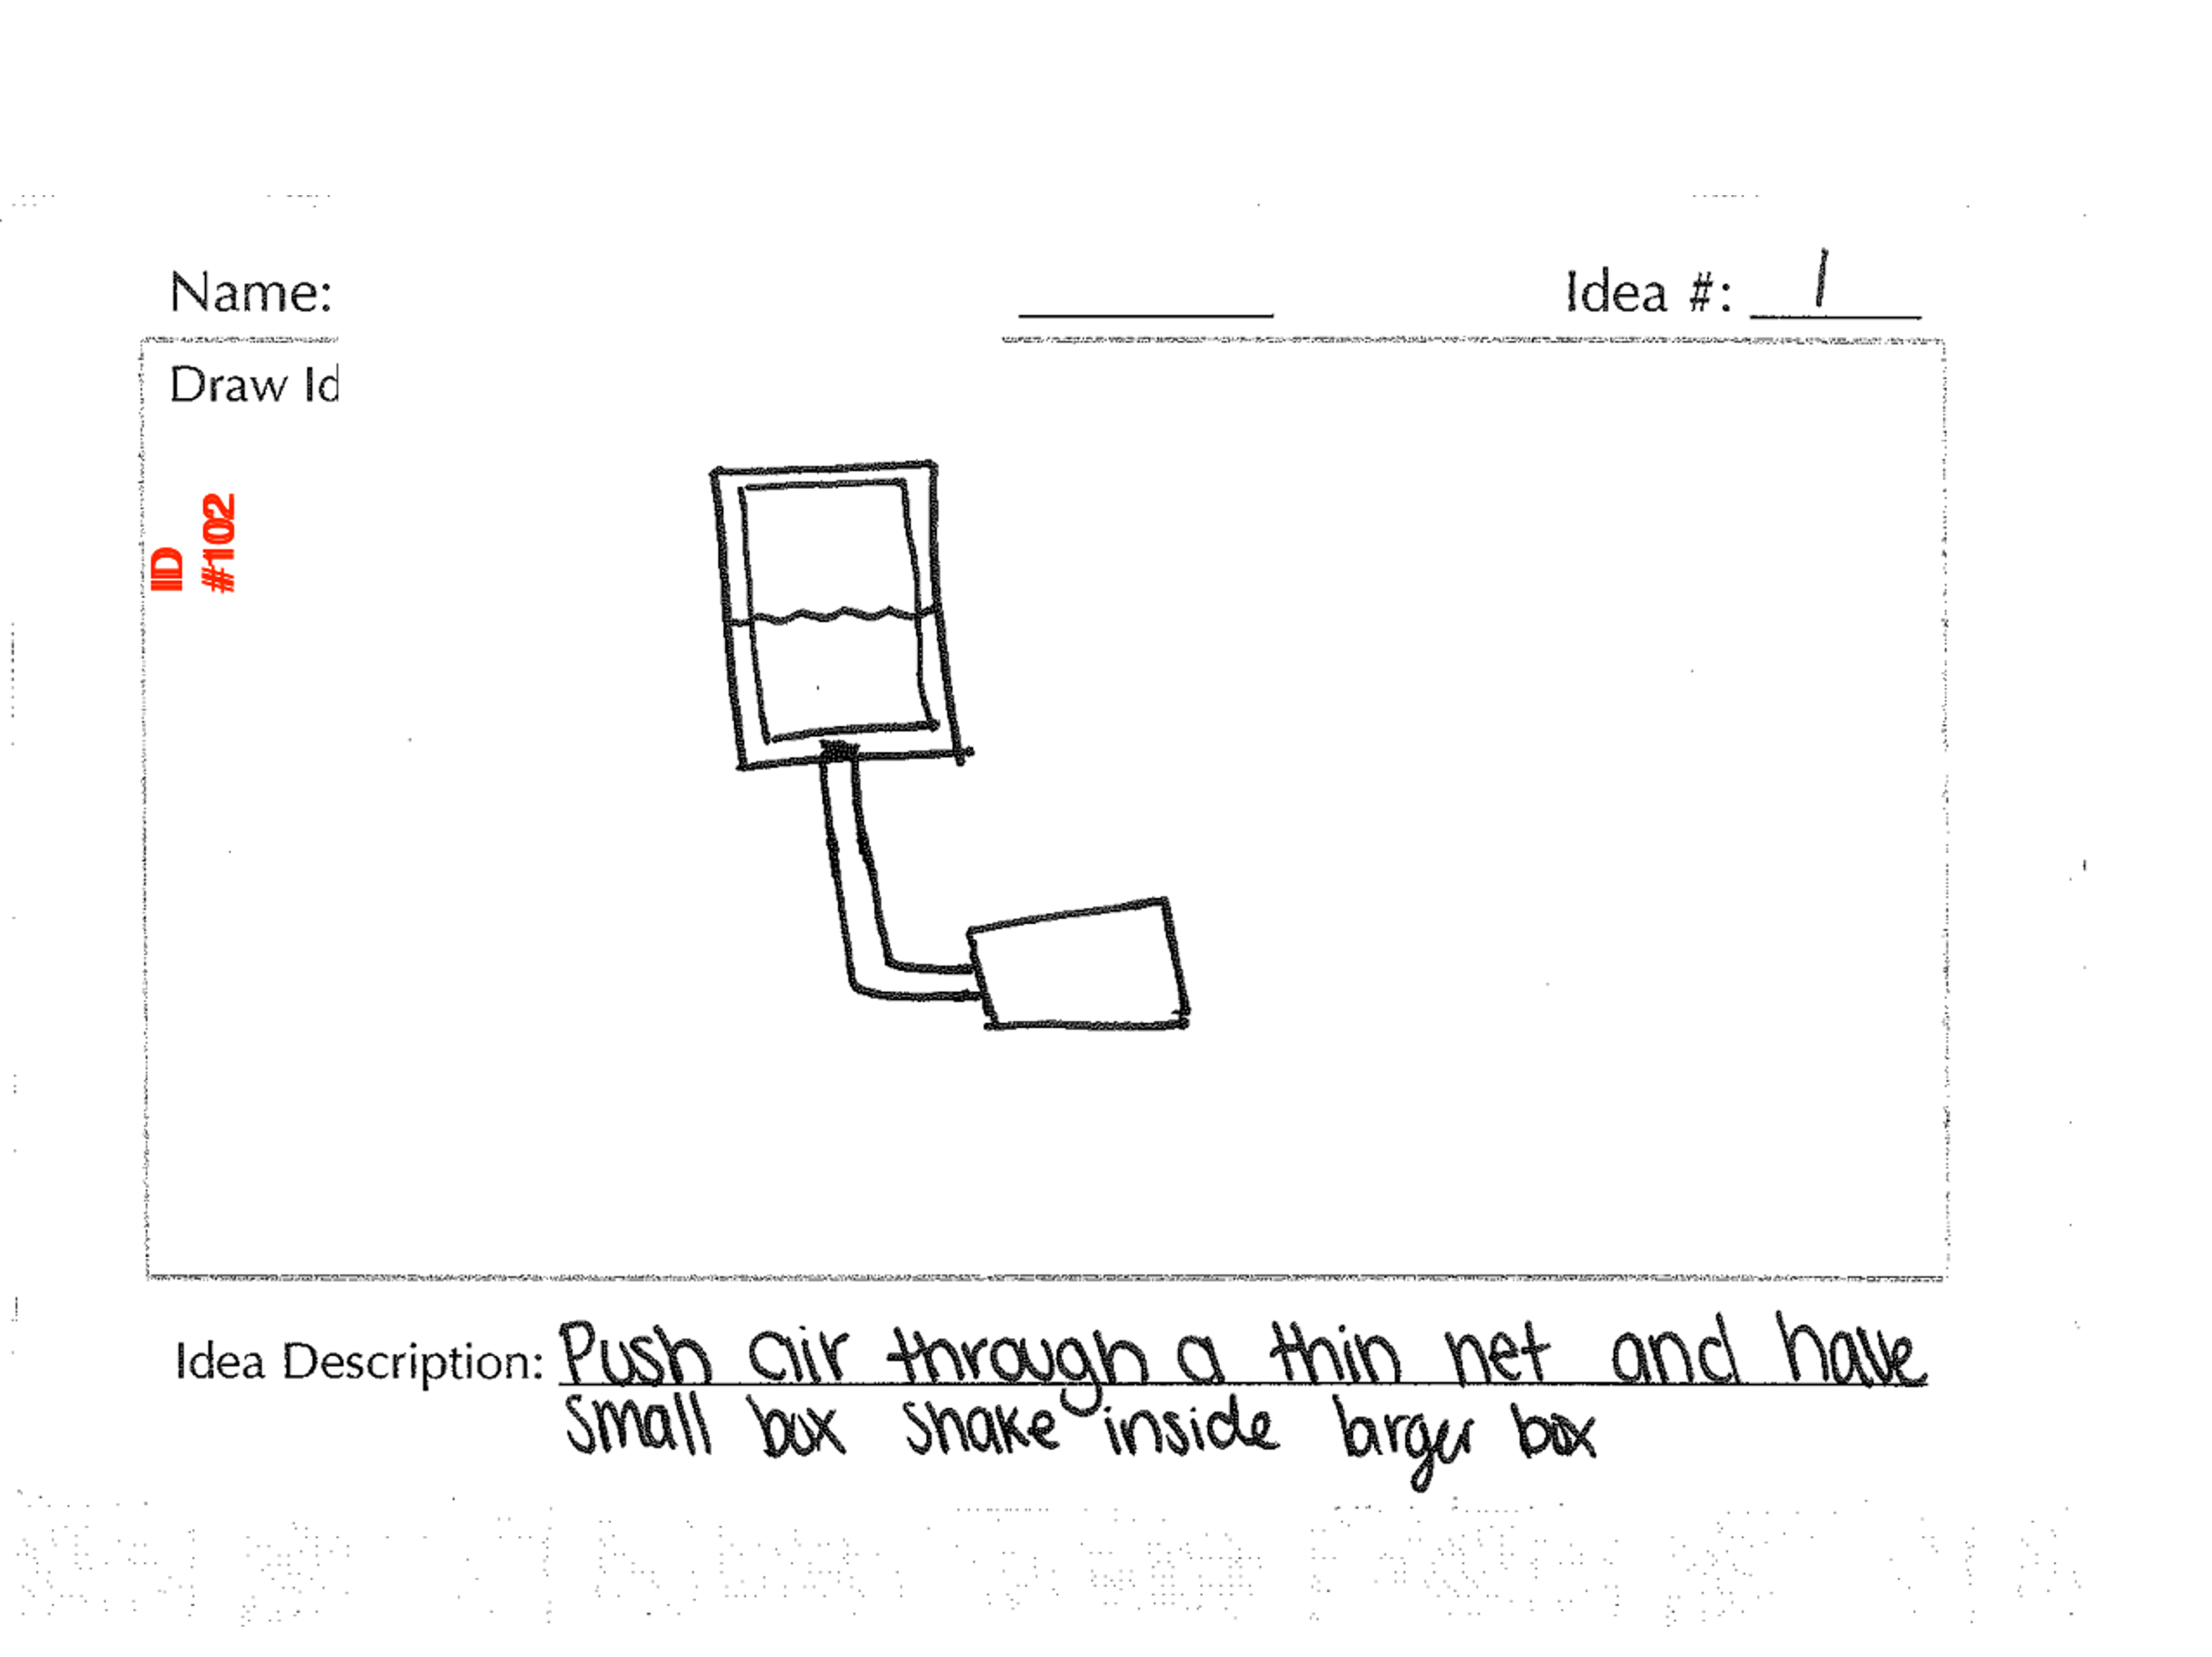 Name: Idea #: 1
Draw Id
ID
#102
Idea Description: Push air through a thin net and have
small box shake inside larger box